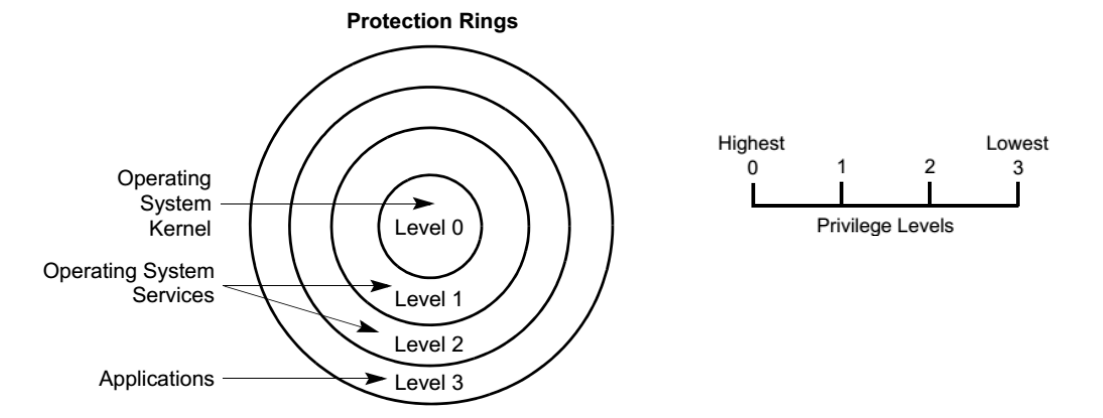 Protection Rings
Operating
System
Kernel
Level 0
Operating System
Services
Level 1
Level 2
Applications
Level 3
Highest
Lowest
0
1
2
3
Privilege Levels